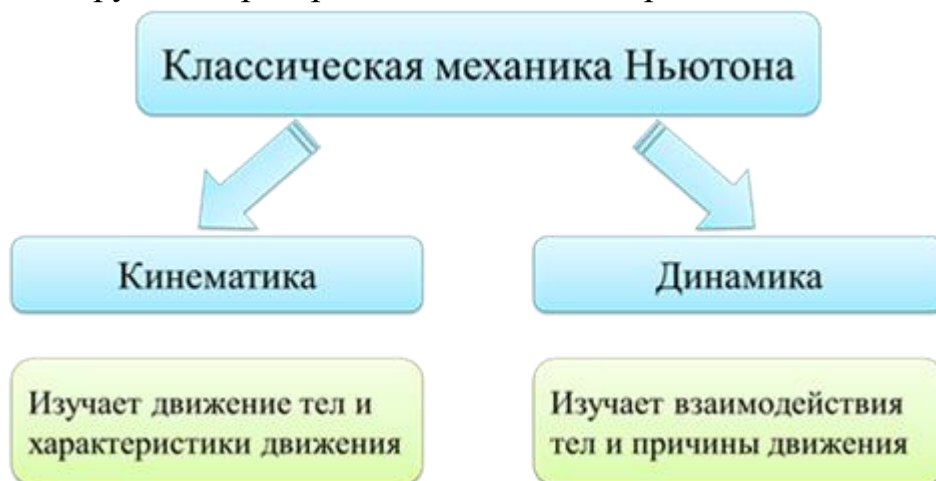 Классическая механика Ньютона
Кинематика
Динамика
Изучает движение тел и
характеристики движения
Изучает взаимодействия
тел и причины движения